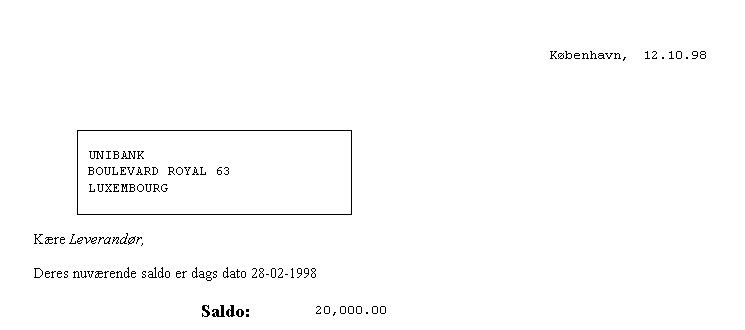 København, 12.10.98
UNIBANK
BOULEVARD ROYAL 63
LUXEMBOURG
Kære Leverandør,
Deres nuværende saldo er dags dato 28-02-1998
Saldo: 20,000.00